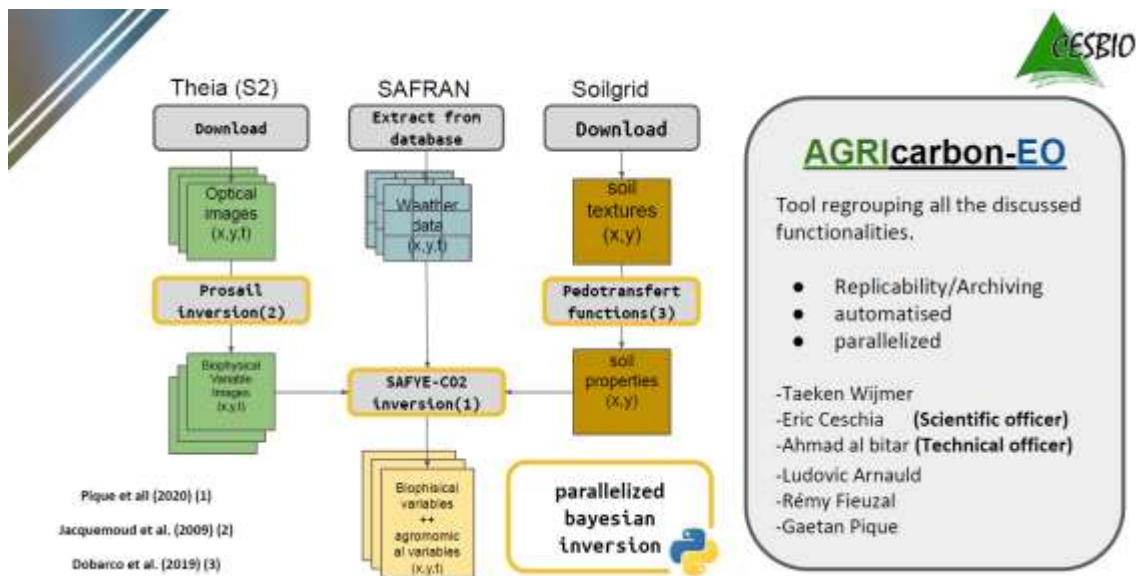 CESBIO
Theia (S2)
Download
Optical
images
(x,y,t)
Prosail
inversion(2)
Biophysical
Variable
Images
(x,y,t)
SAFRAN
Extract from
database
Weather
data
(x,y,t)
SAFYE-CO2
inversion(1)
Biophisical
variables
++
agromomic
al variables
(x,y,t)
Soilgrid
Download
soil
textures
(x,y)
Pedotransfert
functions(3)
soil
properties
(x,y)
parallelized
bayesian
inversion
Pique et all (2020) (1)
Jacquemoud et al. (2009) (2)
Dobarco et al. (2019) (3)
AGRIcarbon-EO
Tool regrouping all the discussed
functionalities.
● Replicability/Archiving
● automatised
● parallelized
-Taeken Wijmer
-Eric Ceschia (Scientific officer)
-Ahmad al bitar (Technical officer)
-Ludovic Arnauld
-Rémy Fieuzal
-Gaetan Pique